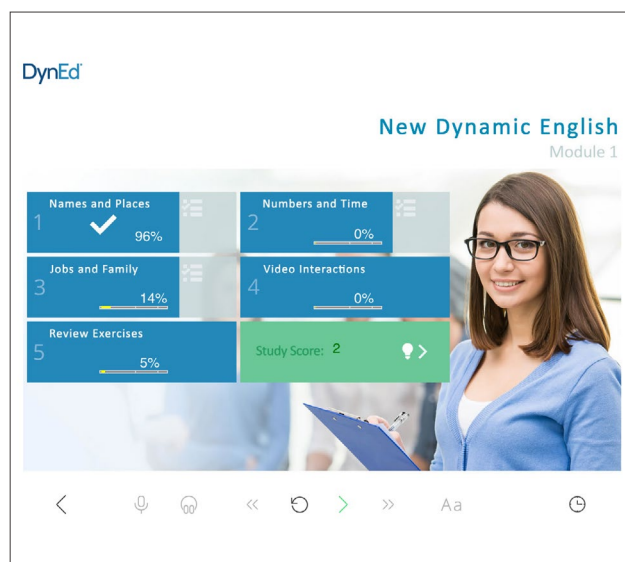 DynEd
New Dynamic English
Module 1
1 Names and Places
96%
2 Numbers and Time
0%
3 Jobs and Family
14%
4 Video Interactions
0%
5 Review Exercises
5%
Study Score: 2
Aa